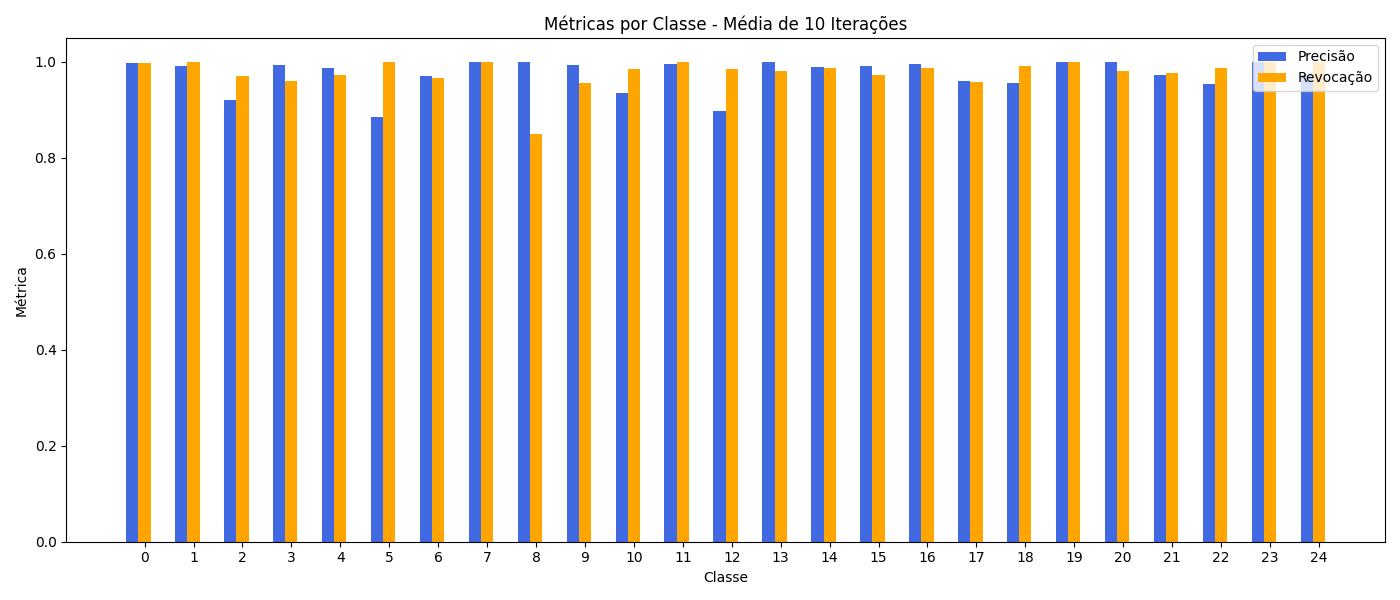 Métricas por Classe - Média de 10 Iterações
Precisão
Revocação
Métrica
1.0
0.8
0.6
0.4
0.2
0.0
0 1 2 3 4 5 6 7 8 9 10 11 12 13 14 15 16 17 18 19 20 21 22 23 24
Classe